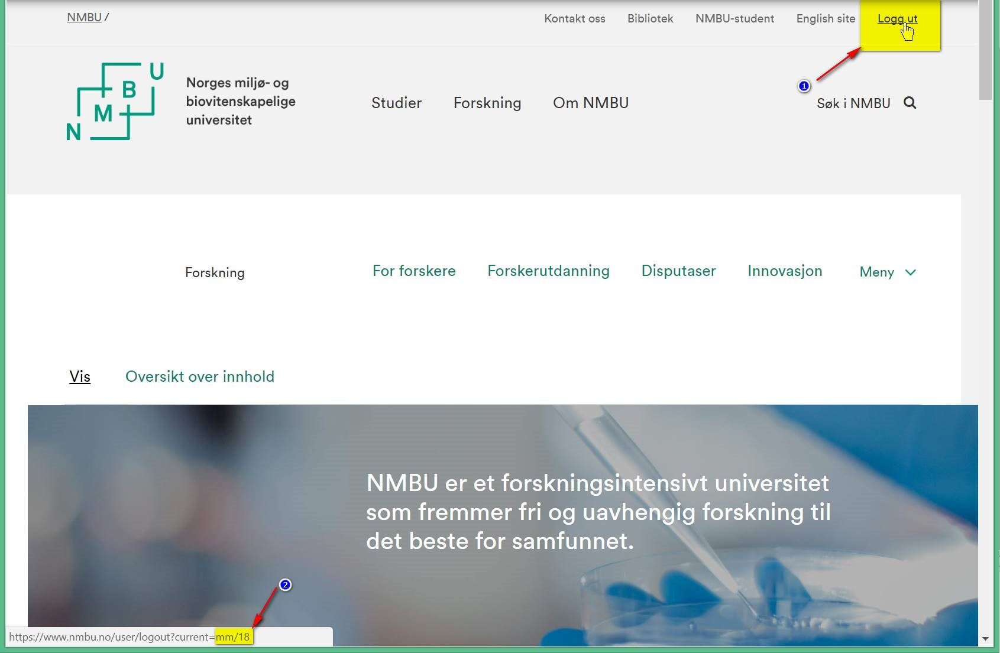 NMBU /
Kontakt oss Bibliotek NMBU-student English site Logg ut
1
N M B U
Norges miljø- og
biovitenskapelige
universitet
Studier Forskning Om NMBU
Søk i NMBU
Forskning
For forskere Forskerutdanning Disputaser Innovasjon Meny
Vis Oversikt over innhold
NMBU er et forskningsintensivt universitet
som fremmer fri og uavhengig forskning til
det beste for samfunnet.
2
https://www.nmbu.no/user/logout?current=mm/18